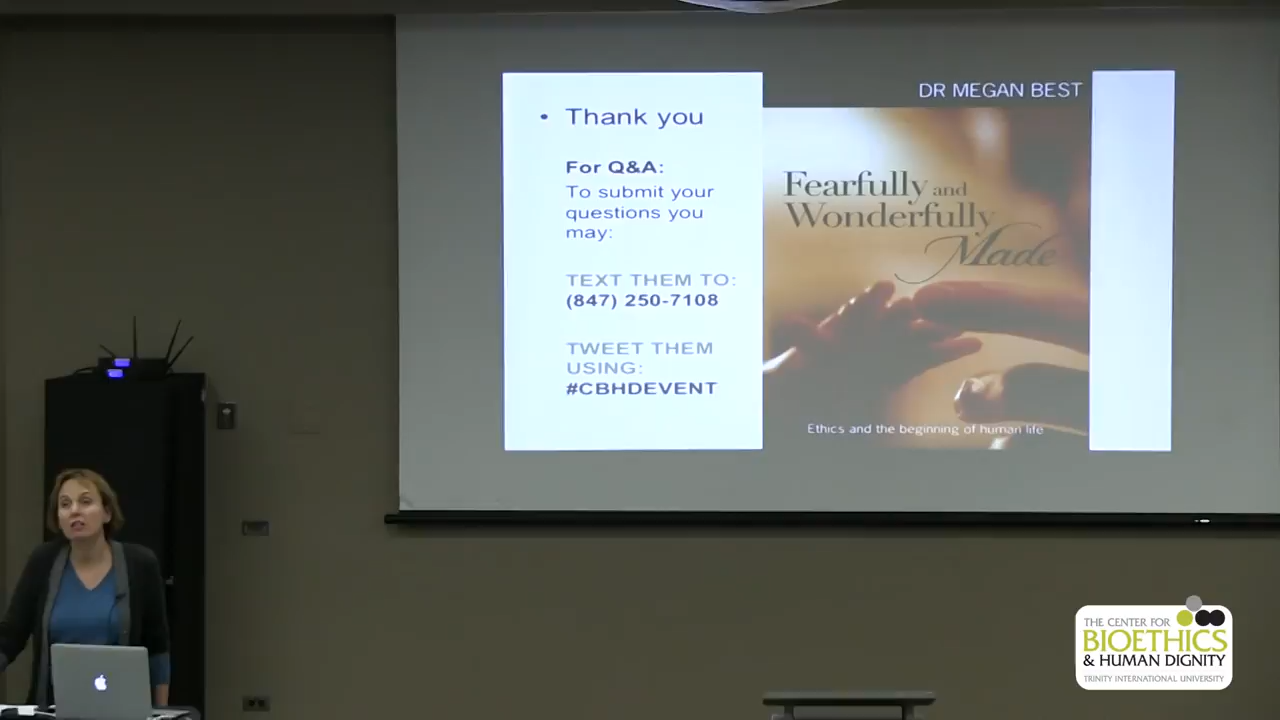 • Thank you
For Q&A:
To submit your
questions you
may:
TEXT THEM TO:
(847) 250-7108
TWEET THEM
USING:
#CBHDEVENT
DR MEGAN BEST
Fearfully and
Wonderfully
Made
Ethics and the beginning of human life
THE CENTER FOR
BIOETHICS
& HUMAN DIGNITY
TRINITY INTERNATIONAL UNIVERSITY